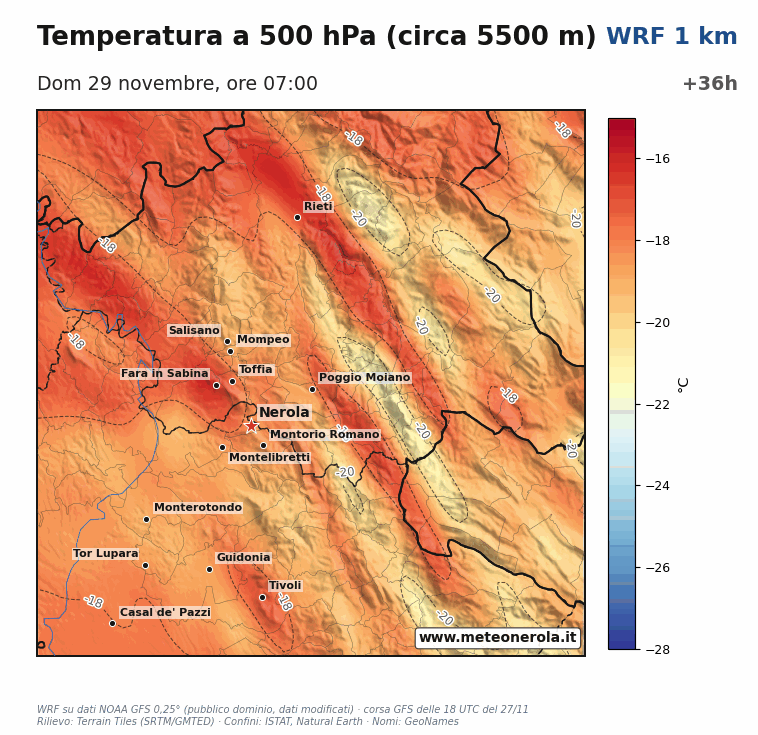 Temperatura a 500 hPa (circa 5500 m) WRF 1 km
Dom 29 novembre, ore 07:00 +36h
-18
-18
-18
-20
-20
Rieti
-18
-20
-20
-18
Salisano
Mompeo
Fara in Sabina
Toffia
Poggio Moiano
-18
Nerola
-20
Montorio Romano
Montelibretti
-20
-20
Monterotondo
Tor Lupara
Guidonia
Tivoli
-18
-18
Casal de' Pazzi
-20
www.meteonerola.it
−16
−18
−20
−22
−24
−26
−28
°C
WRF su dati NOAA GFS 0,25° (pubblico dominio, dati modificati) · corsa GFS delle 18 UTC del 27/11
Rilievo: Terrain Tiles (SRTM/GMTED) · Confini: ISTAT, Natural Earth · Nomi: GeoNames